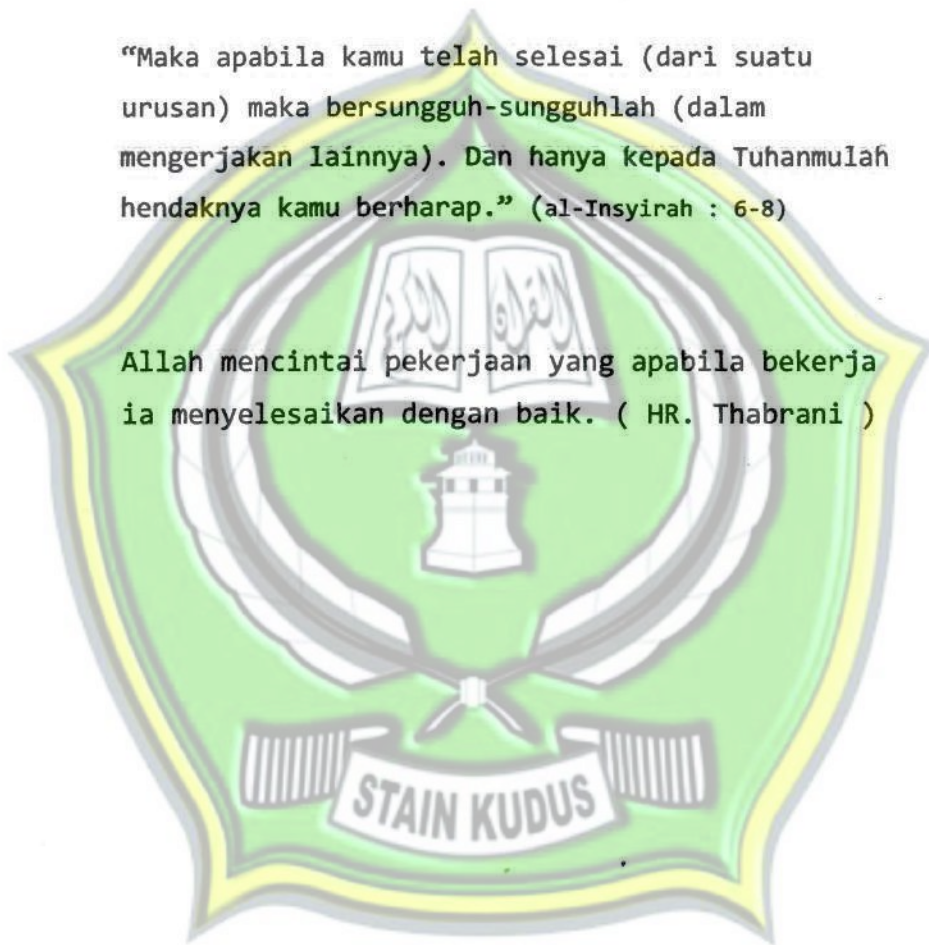 “Maka apabila kamu telah selesai (dari suatu
urusan) maka bersungguh-sungguhlah (dalam
mengerjakan lainnya). Dan hanya kepada Tuhanmulah
hendaknya kamu berharap.” (al-Insyirah : 6-8)
Allah mencintai pekerjaan yang apabila bekerja
ia menyelesaikan dengan baik. ( HR. Thabrani )
STAIN KUDUS